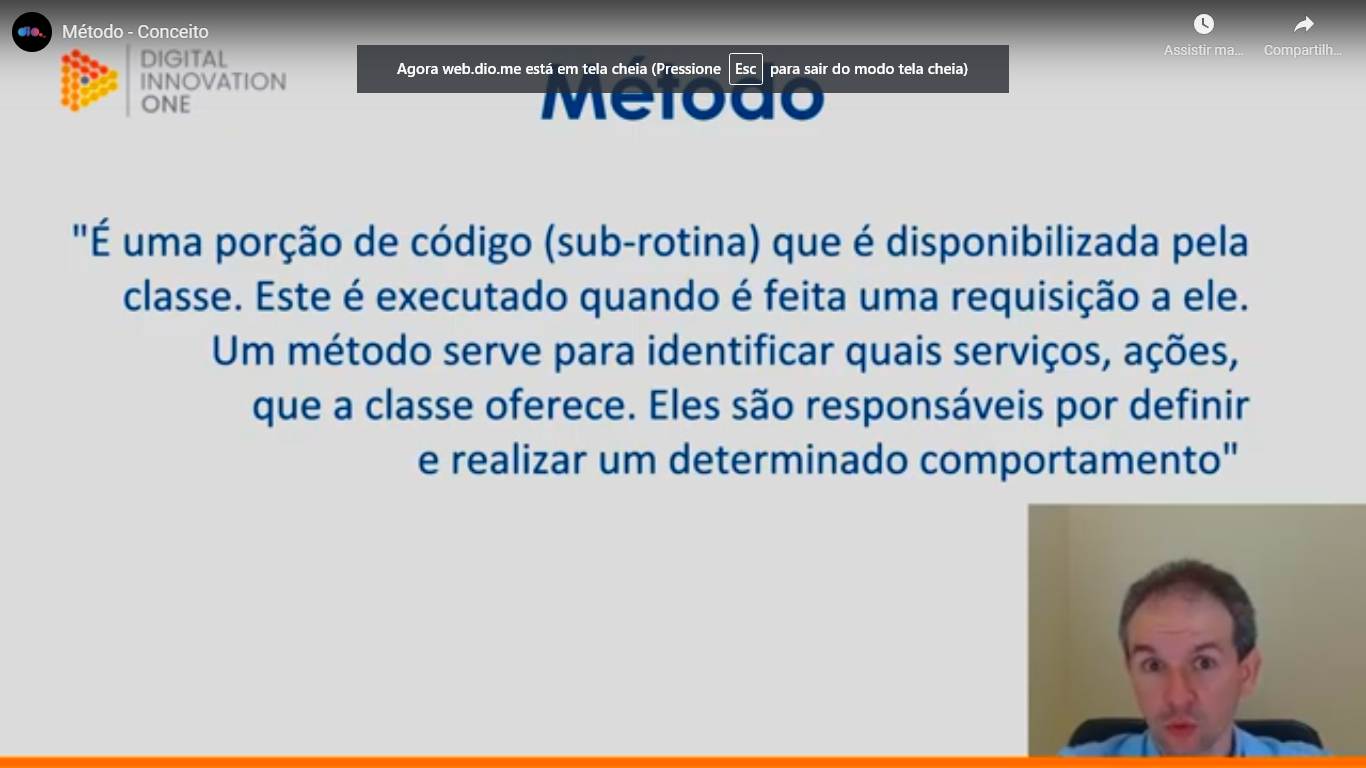 Método - Conceito
Assistir ma...
Compartilh...
DIGITAL
INNOVATION
ONE
Agora web.dio.me está em tela cheia (Pressione Esc para sair do modo tela cheia)
Método
"É uma porção de código (sub-rotina) que é disponibilizada pela
classe. Este é executado quando é feita uma requisição a ele.
Um método serve para identificar quais serviços, ações,
que a classe oferece. Eles são responsáveis por definir
e realizar um determinado comportamento"